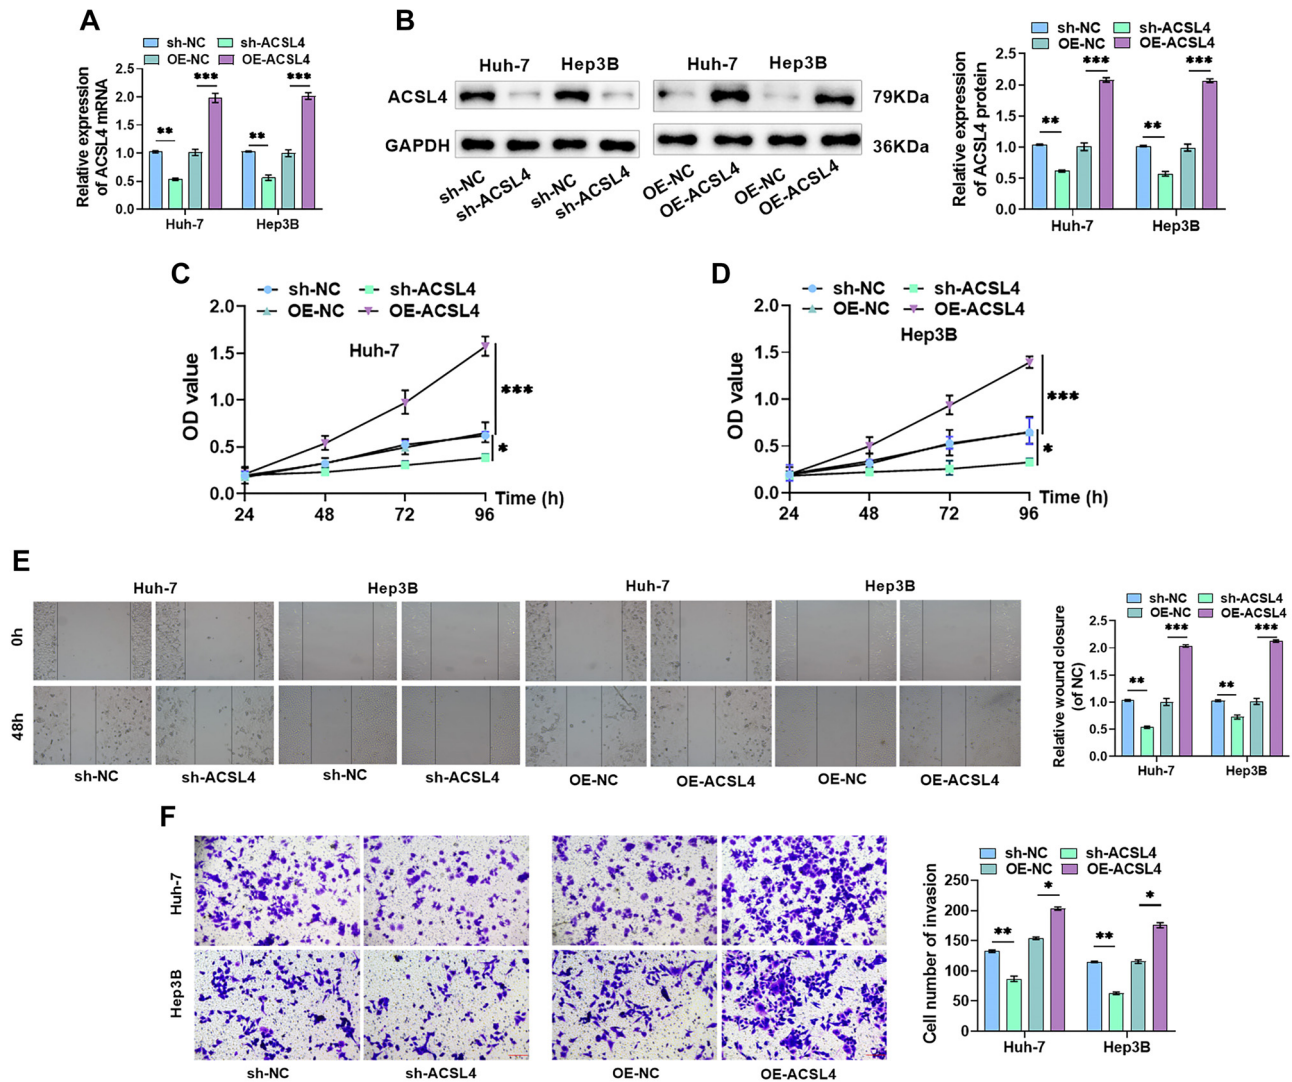 A
sh-NC sh-ACSL4
OE-NC OE-ACSL4
Relative expression
of ACSL4 mRNA
2.5
2.0
1.5
1.0
0.5
0.0
** *** ** ***
Huh-7 Hep3B
B
Huh-7 Hep3B Huh-7 Hep3B
ACSL4 79KDa
GAPDH 36KDa
sh-NC sh-ACSL4 sh-NC sh-ACSL4 OE-NC OE-ACSL4 OE-NC OE-ACSL4
sh-NC sh-ACSL4
OE-NC OE-ACSL4
Relative expression
of ACSL4 protein
2.5
2.0
1.5
1.0
0.5
0.0
** *** ** ***
Huh-7 Hep3B
C
sh-NC sh-ACSL4
OE-NC OE-ACSL4
Huh-7
OD value
2.0
1.5
1.0
0.5
0.0
***
*
24 48 72 96
Time (h)
D
sh-NC sh-ACSL4
OE-NC OE-ACSL4
Hep3B
OD value
2.0
1.5
1.0
0.5
0.0
***
*
24 48 72 96
Time (h)
E
Huh-7 Hep3B Huh-7 Hep3B
0h
48h
sh-NC sh-ACSL4 sh-NC sh-ACSL4 OE-NC OE-ACSL4 OE-NC OE-ACSL4
sh-NC sh-ACSL4
OE-NC OE-ACSL4
Relative wound closure
(of NC)
2.5
2.0
1.5
1.0
0.5
0.0
** *** ** ***
Huh-7 Hep3B
F
Huh-7
Hep3B
sh-NC sh-ACSL4 OE-NC OE-ACSL4
sh-NC sh-ACSL4
OE-NC OE-ACSL4
Cell number of invasion
250
200
150
100
50
0
** * ** *
Huh-7 Hep3B